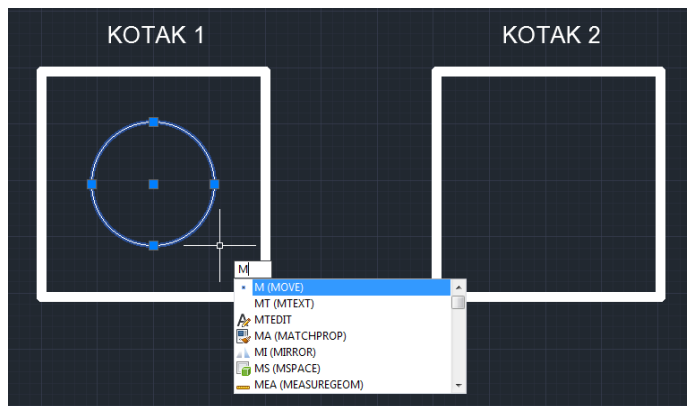 KOTAK 1
KOTAK 2
M
M (MOVE)
MT (MTEXT)
MTEDIT
MA (MATCHPROP)
MI (MIRROR)
MS (MSPACE)
MEA (MEASUREGEOM)